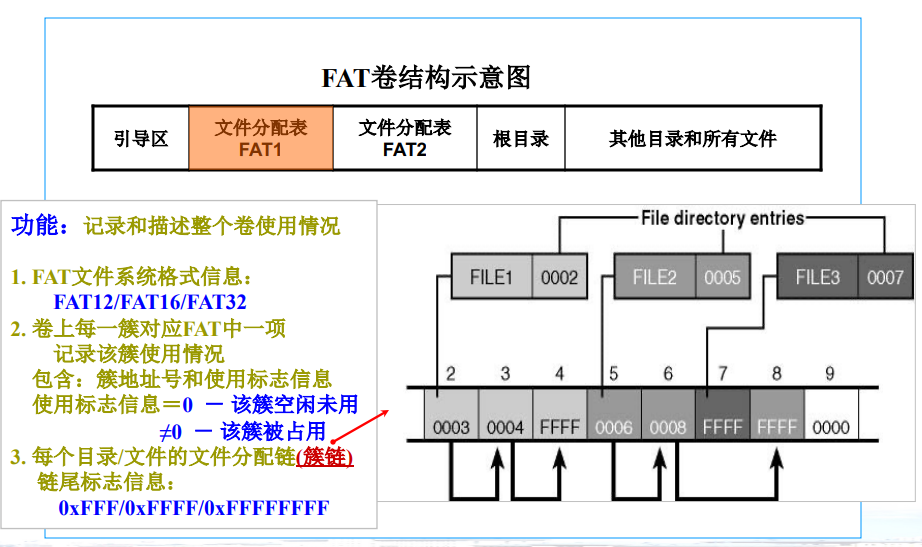 FAT卷结构示意图
引导区
文件分配表
FAT1
文件分配表
FAT2
根目录
其他目录和所有文件
功能：记录和描述整个卷使用情况
1. FAT文件系统格式信息：
FAT12/FAT16/FAT32
2. 卷上每一簇对应FAT中一项
记录该簇使用情况
包含：簇地址号和使用标志信息
使用标志信息＝0 － 该簇空闲未用
≠0 － 该簇被占用
3. 每个目录/文件的文件分配链(簇链)
链尾标志信息：
0xFFF/0xFFFF/0xFFFFFFFF
File directory entries
FILE1 0002
FILE2 0005
FILE3 0007
2 3 4 5 6 7 8 9
0003 0004 FFFF 0006 0008 FFFF FFFF 0000